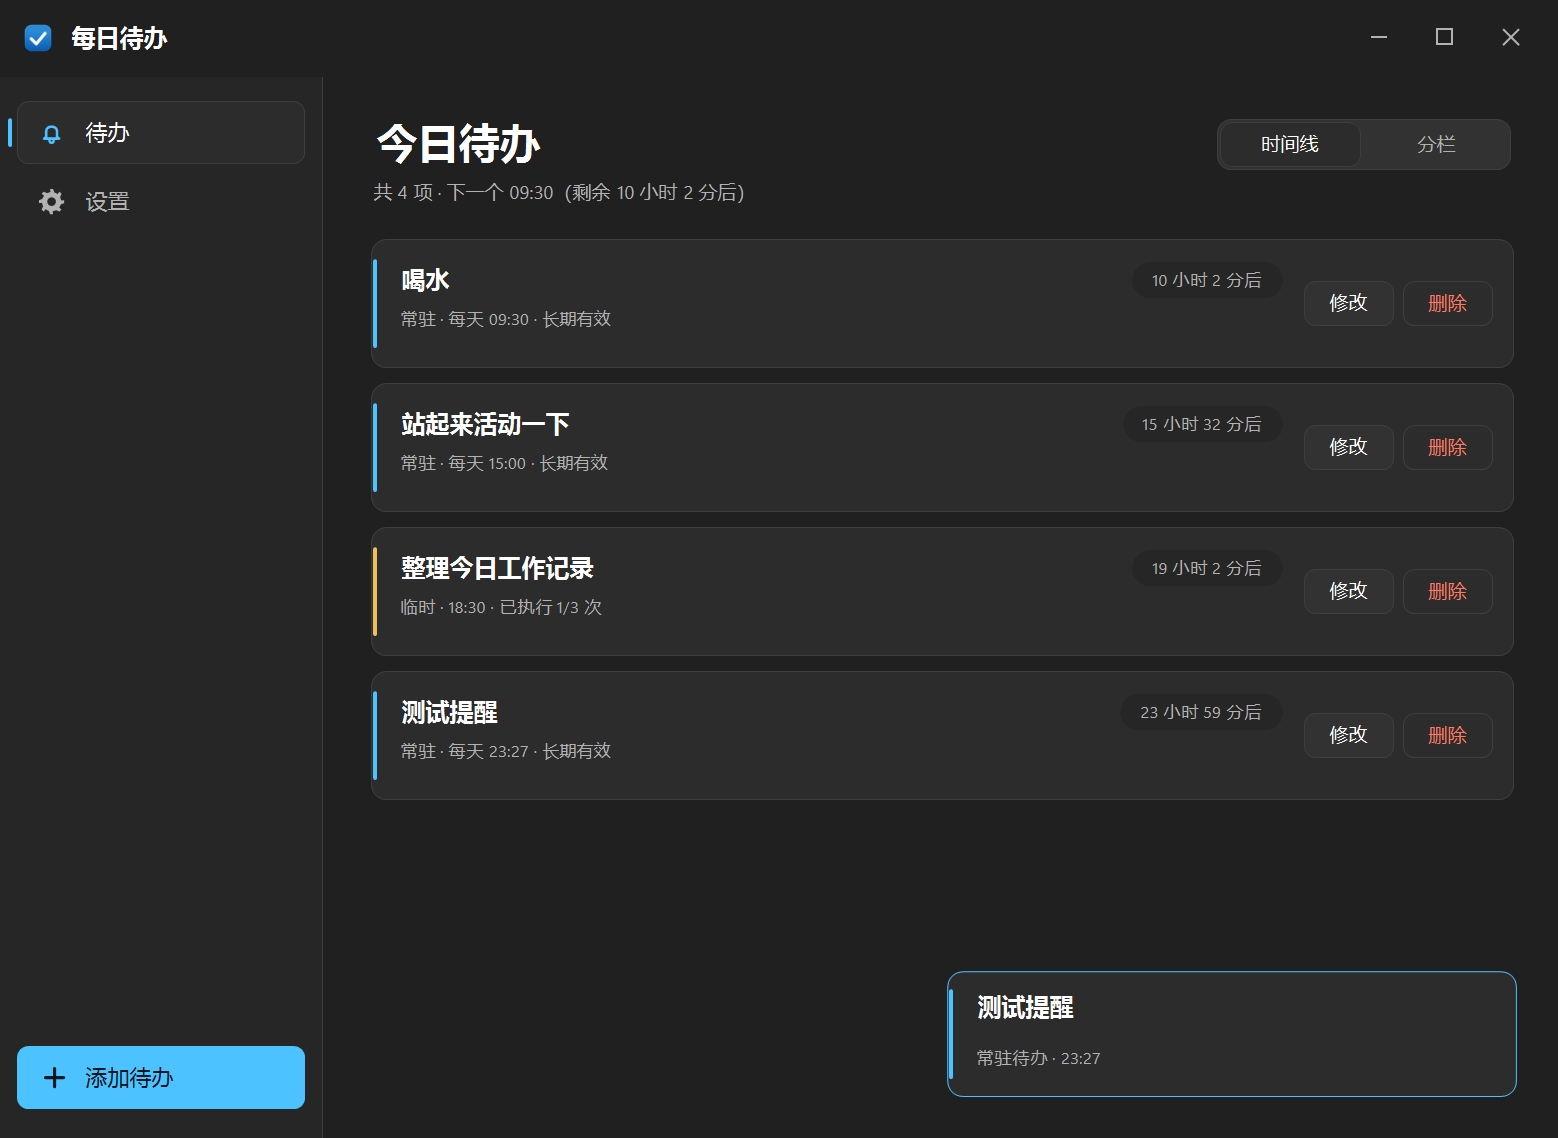 每日待办
待办
设置
今日待办
时间线
分栏
共 4 项 · 下一个 09:30（剩余 10 小时 2 分后）
喝水
10 小时 2 分后
修改
删除
常驻 · 每天 09:30 · 长期有效
站起来活动一下
15 小时 32 分后
修改
删除
常驻 · 每天 15:00 · 长期有效
整理今日工作记录
19 小时 2 分后
修改
删除
临时 · 18:30 · 已执行 1/3 次
测试提醒
23 小时 59 分后
修改
删除
常驻 · 每天 23:27 · 长期有效
测试提醒
常驻待办 · 23:27
添加待办